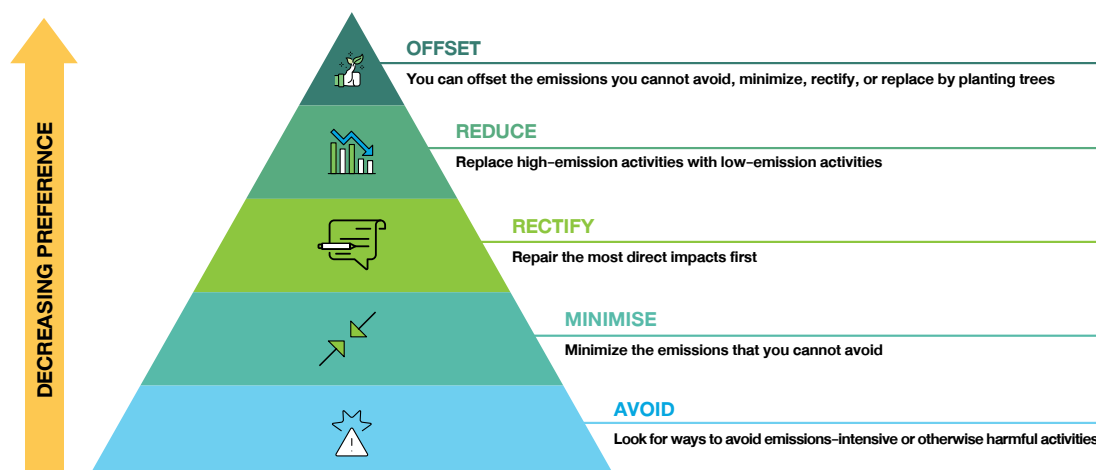 DECREASING PREFERENCE
OFFSET
You can offset the emissions you cannot avoid, minimize, rectify, or replace by planting trees
REDUCE
Replace high-emission activities with low-emission activities
RECTIFY
Repair the most direct impacts first
MINIMISE
Minimize the emissions that you cannot avoid
AVOID
Look for ways to avoid emissions-intensive or otherwise harmful activities